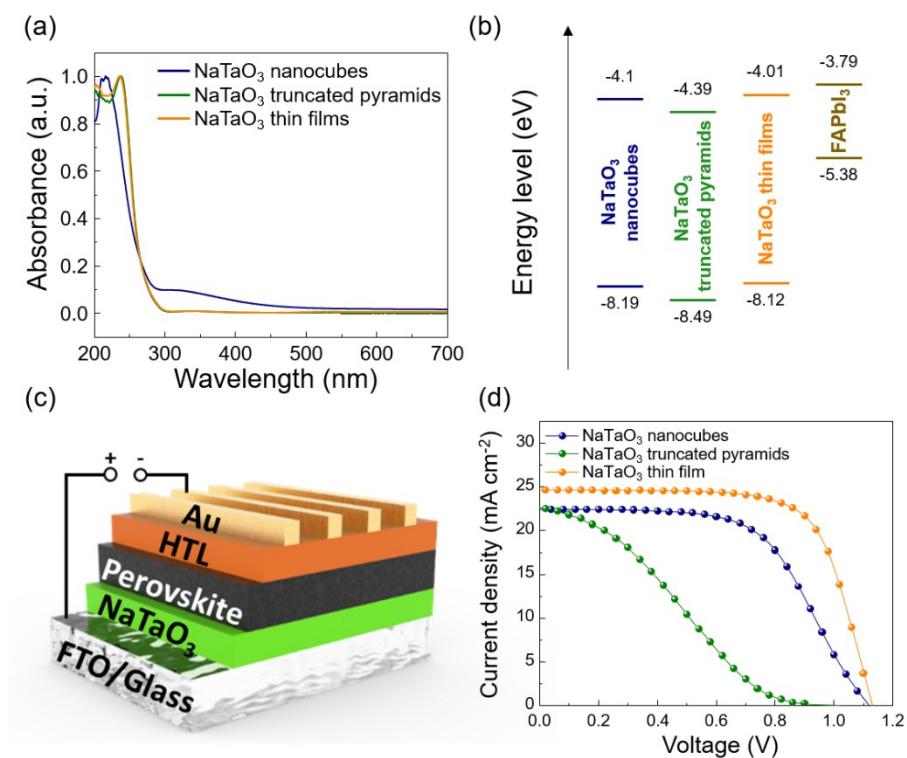 (a)
NaTaO₃ nanocubes
NaTaO₃ truncated pyramids
NaTaO₃ thin films
Absorbance (a.u.)
1.0
0.8
0.6
0.4
0.2
0.0
200 300 400 500 600 700
Wavelength (nm)
(b)
Energy level (eV)
-4.1
NaTaO₃
nanocubes
-8.19
-4.39
NaTaO₃
truncated pyramids
-8.49
-4.01
NaTaO₃ thin films
-8.12
-3.79
FAPbI₃
-5.38
(c)
+ -
Au
HTL
Perovskite
NaTaO₃
FTO/Glass
(d)
NaTaO₃ nanocubes
NaTaO₃ truncated pyramids
NaTaO₃ thin film
Current density (mA cm⁻²)
30
25
20
15
10
5
0
0.0 0.2 0.4 0.6 0.8 1.0 1.2
Voltage (V)